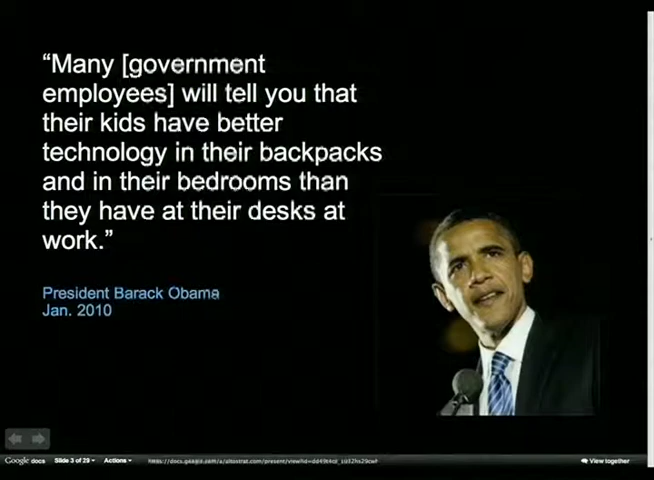 “Many [government
employees] will tell you that
their kids have better
technology in their backpacks
and in their bedrooms than
they have at their desks at
work.”
President Barack Obama
Jan. 2010
Google docs Slide 3 of 29 Actions View together